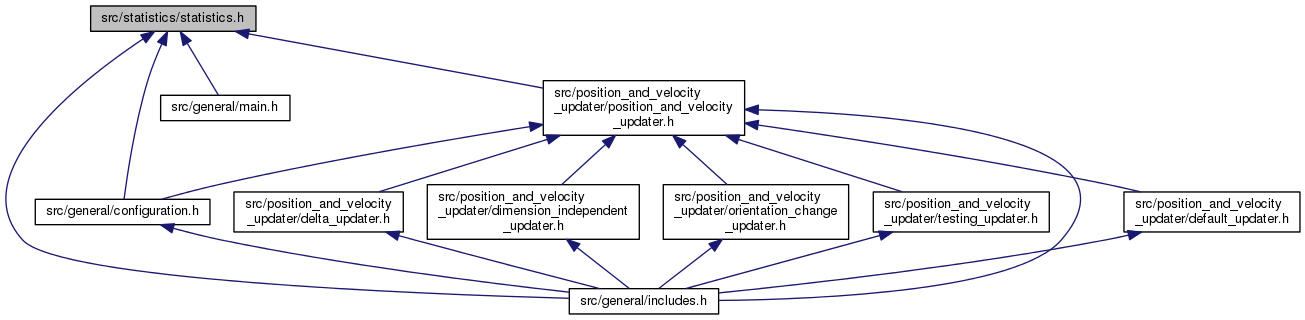 src/statistics/statistics.h
src/position_and_velocity
_updater/position_and_velocity
_updater.h
src/general/main.h
src/general/configuration.h
src/position_and_velocity
_updater/delta_updater.h
src/position_and_velocity
_updater/dimension_independent
_updater.h
src/position_and_velocity
_updater/orientation_change
_updater.h
src/position_and_velocity
_updater/testing_updater.h
src/position_and_velocity
_updater/default_updater.h
src/general/includes.h